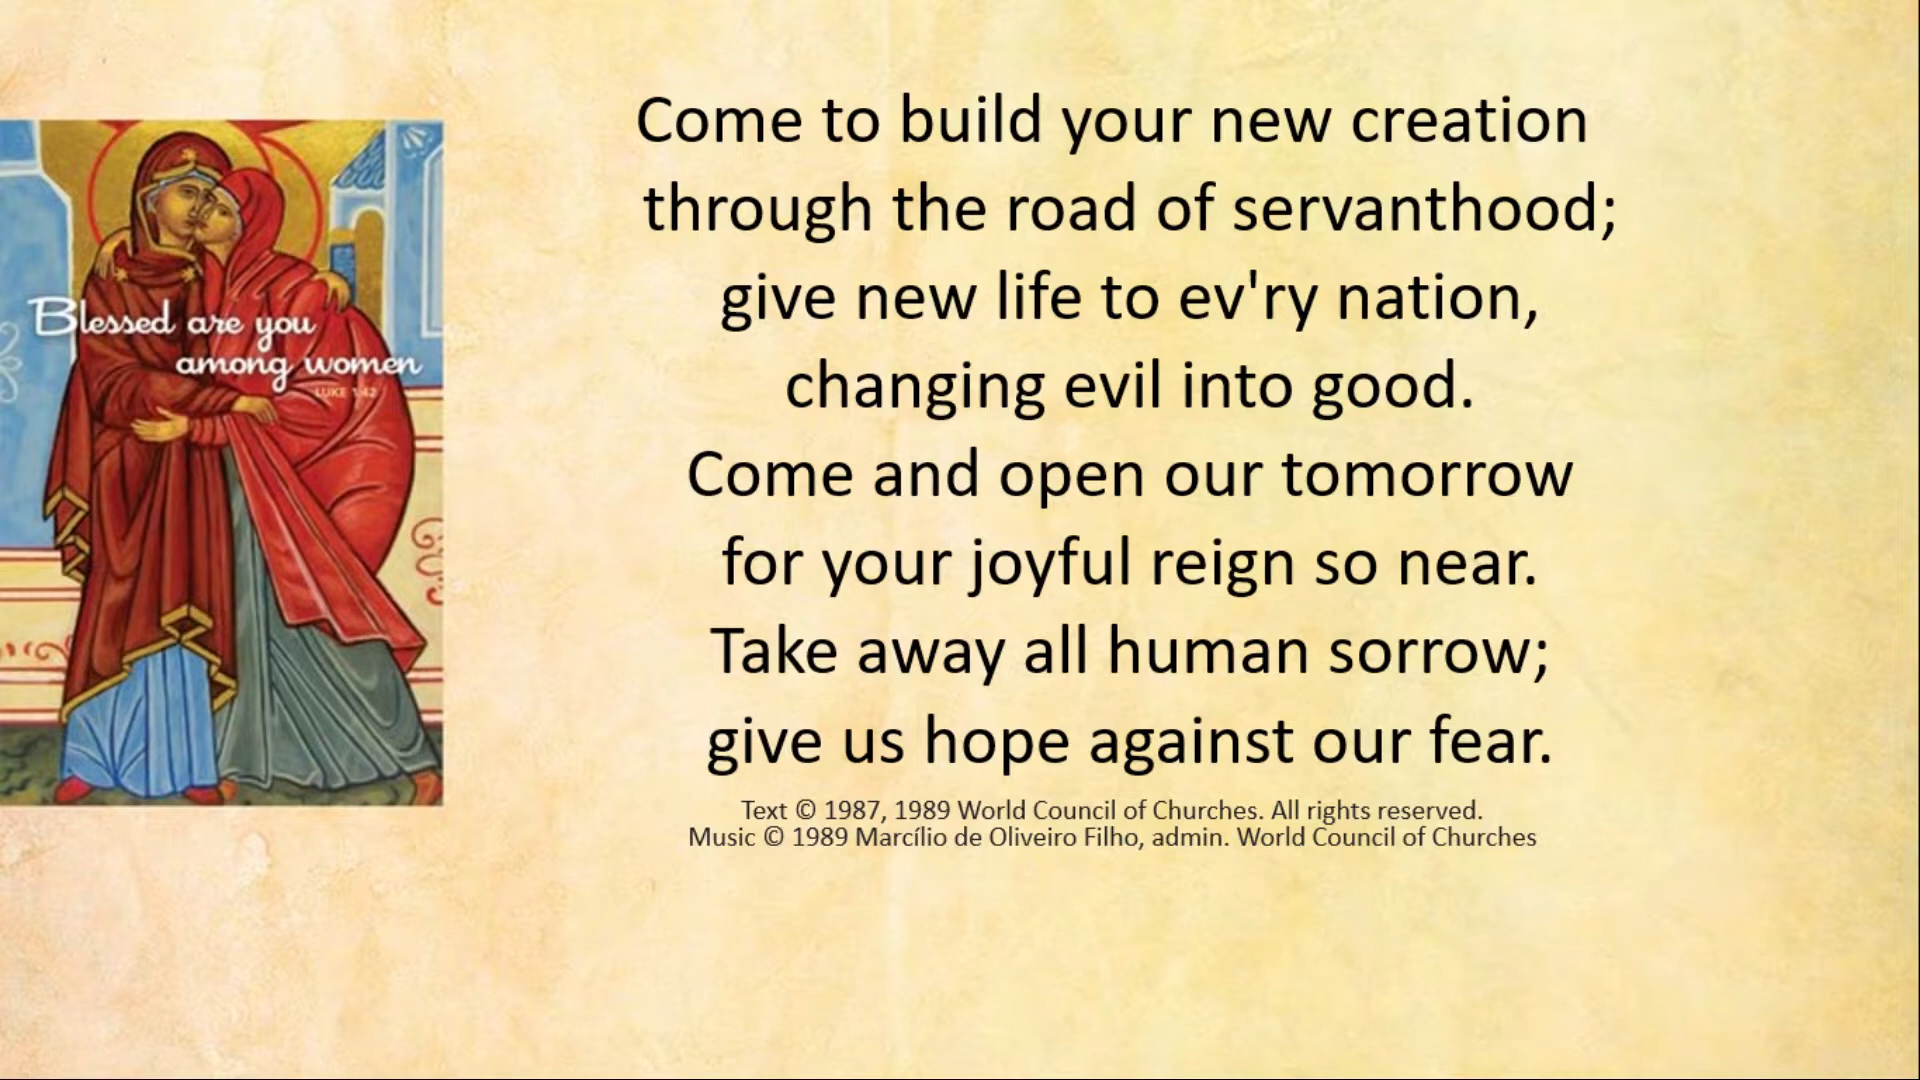 Blessed are you
among women
LUKE 1:42
Come to build your new creation
through the road of servanthood;
give new life to ev'ry nation,
changing evil into good.
Come and open our tomorrow
for your joyful reign so near.
Take away all human sorrow;
give us hope against our fear.
Text © 1987, 1989 World Council of Churches. All rights reserved.
Music © 1989 Marcílio de Oliveiro Filho, admin. World Council of Churches